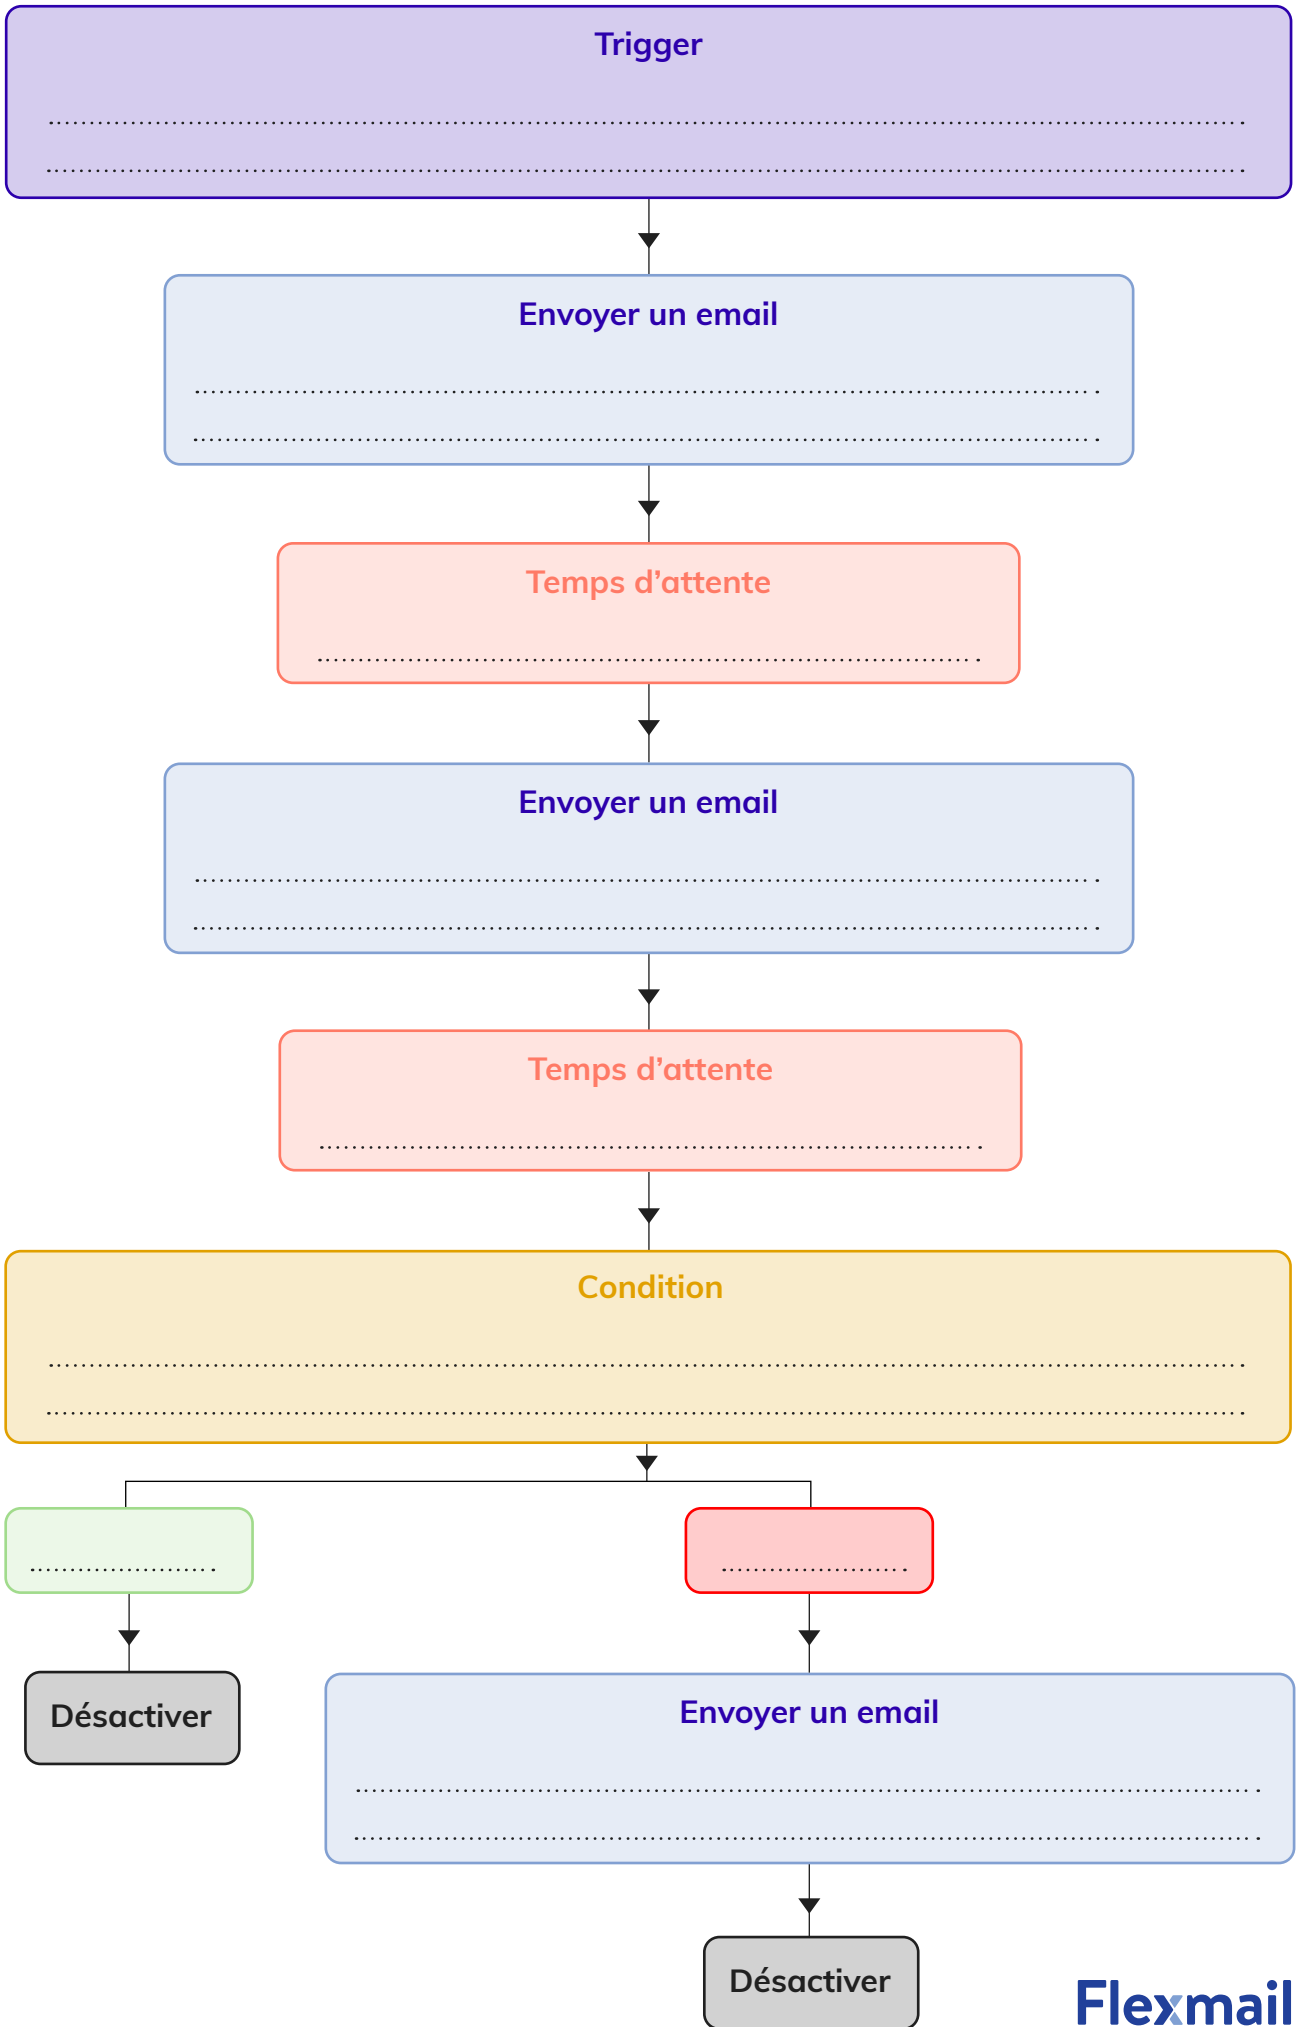 Trigger
Envoyer un email
Temps d’attente
Envoyer un email
Temps d’attente
Condition
Désactiver
Envoyer un email
Désactiver
Flexmail